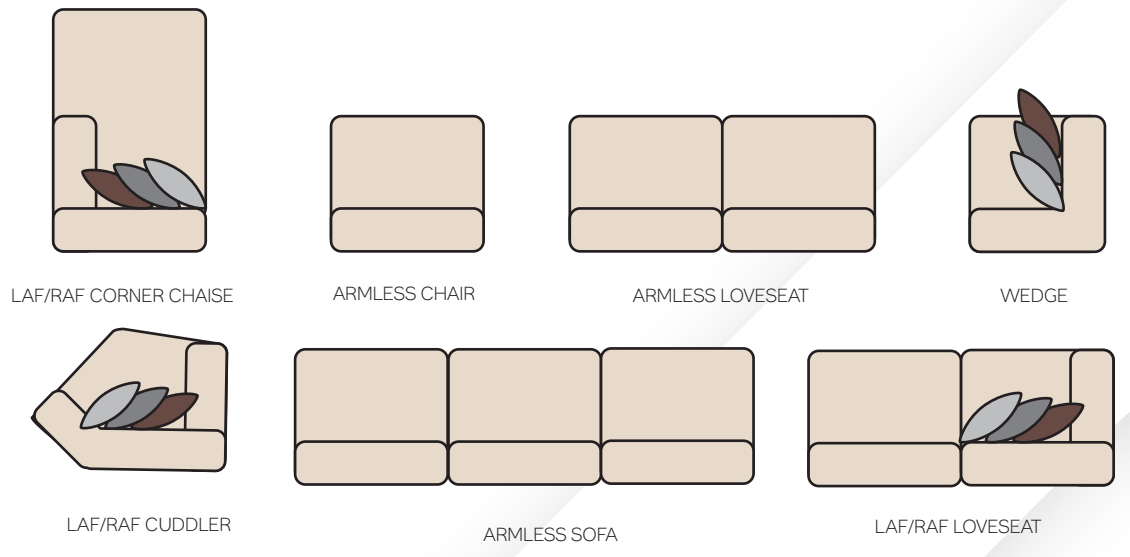 LAF/RAF CORNER CHAISE
ARMLESS CHAIR
ARMLESS LOVESEAT
WEDGE
LAF/RAF CUDDLER
ARMLESS SOFA
LAF/RAF LOVESEAT